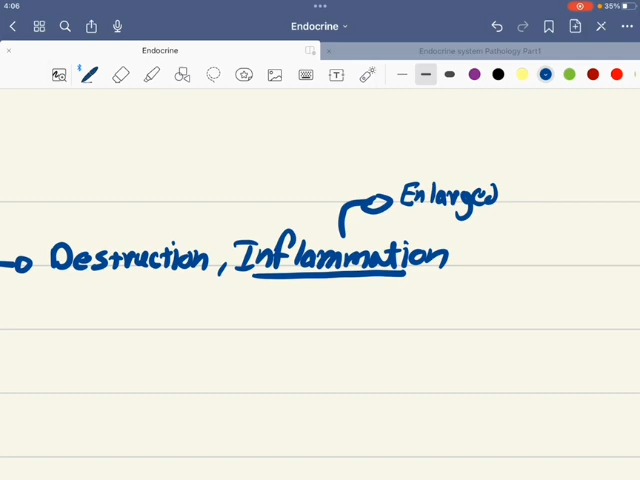 4:06
35%
Endocrine
Endocrine
Endocrine system Pathology Part1
Enlarged
Destruction, Inflammation